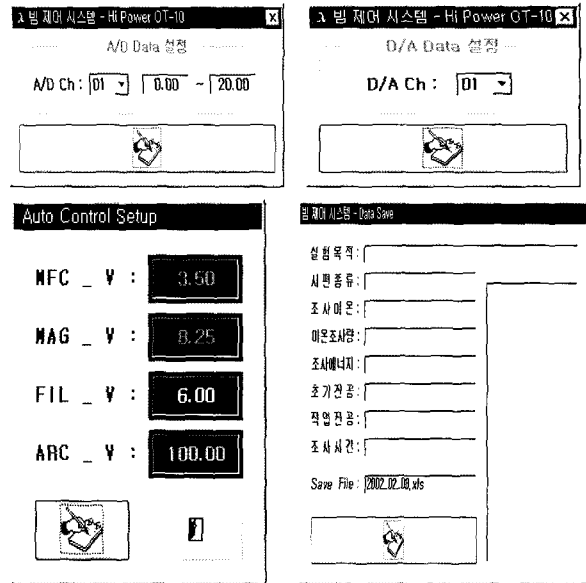 빔 제어 시스템 - Hi Power OT-10
A/D Data 설정
A/D Ch : 01 0.00 ~ 20.00
빔 제어 시스템 - Hi Power OT-10
D/A Data 설정
D/A Ch : 01
Auto Control Setup
MFC _ V : 3.50
MAG _ V : 8.25
FIL _ V : 6.00
ARC _ V : 100.00
빔 제어 시스템 - Data Save
실험목적:
시편종류:
조사이온:
이온조사량:
조사에너지:
초기진공:
작업진공:
조사시간:
Save File : 2002_02_08.xls